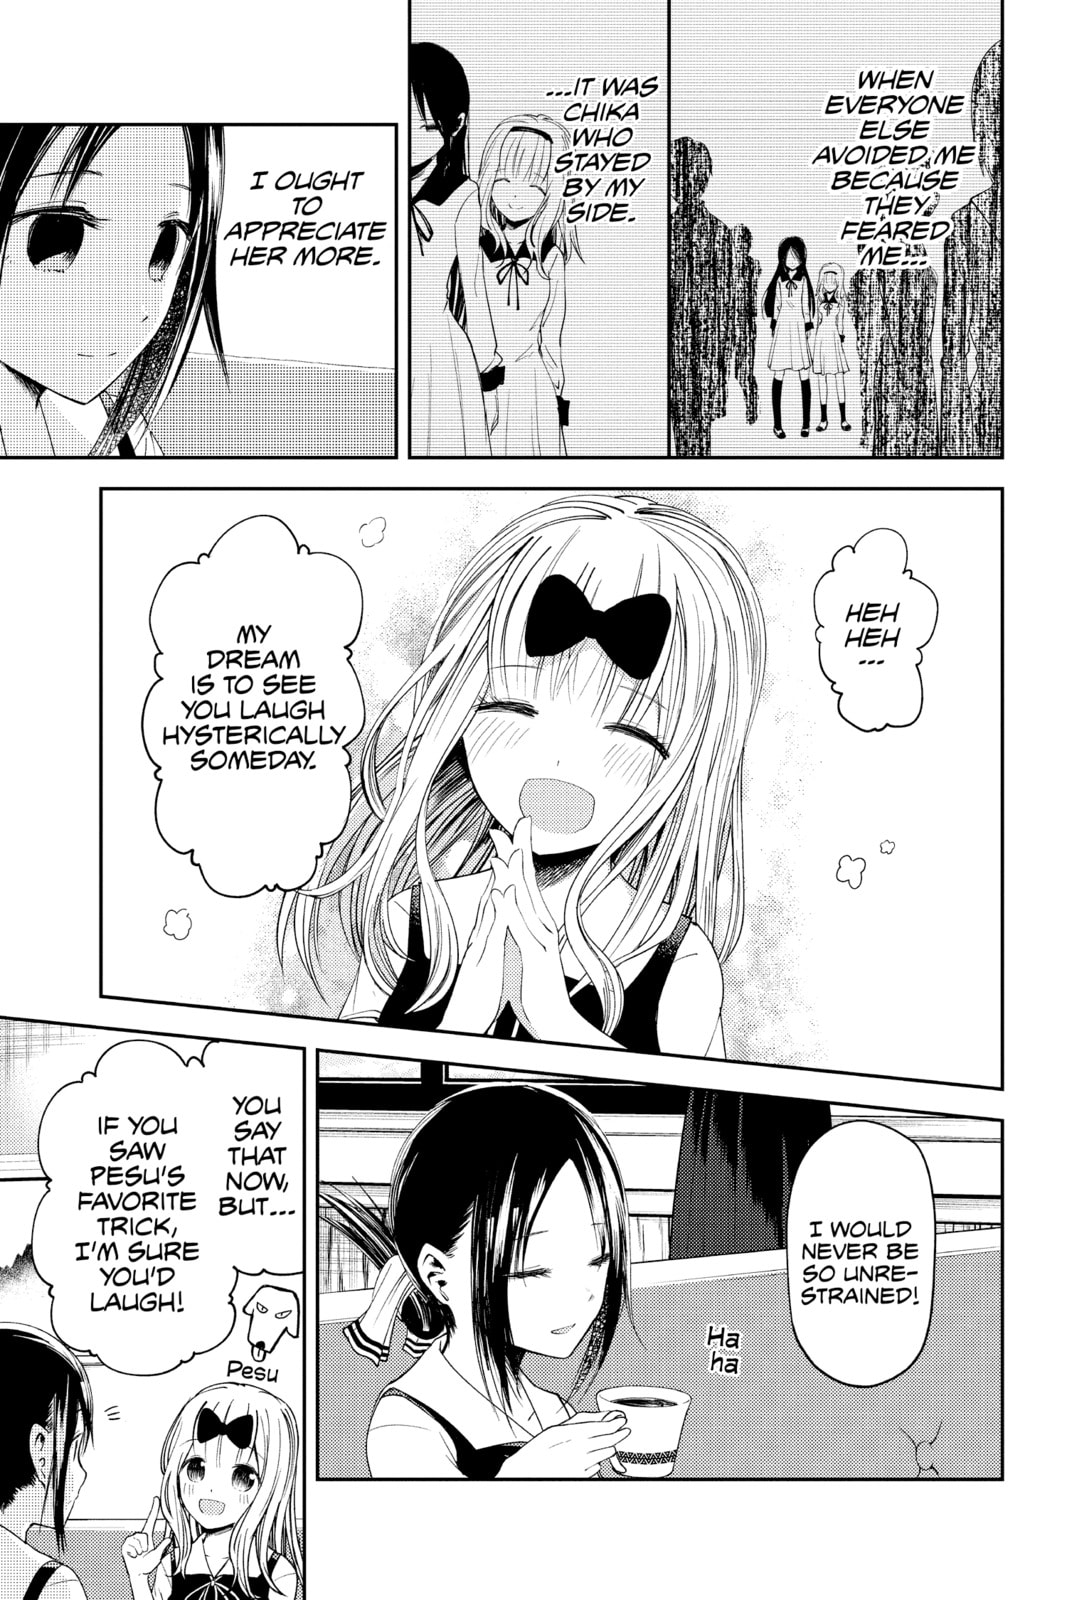 WHEN
EVERYONE
ELSE
AVOIDED ME
BECAUSE
THEY
FEARED
ME...
...IT WAS
CHIKA
WHO
STAYED
BY MY
SIDE.
I OUGHT
TO
APPRECIATE
HER MORE.
HEH
HEH
...
MY
DREAM
IS TO SEE
YOU LAUGH
HYSTERICALLY
SOMEDAY.
I WOULD
NEVER BE
SO UNRE-
STRAINED!
Ha
ha
YOU
SAY
THAT
NOW,
BUT...
IF YOU
SAW
PESU'S
FAVORITE
TRICK,
I'M SURE
YOU'D
LAUGH!
Pesu